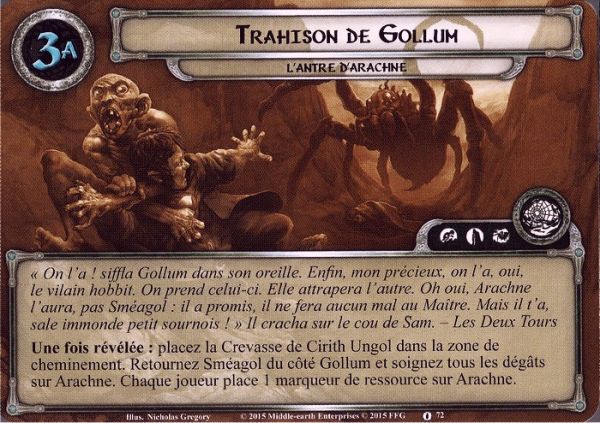 3A
TRAHISON DE GOLLUM
L'ANTRE D'ARACHNE
« On l'a ! siffla Gollum dans son oreille. Enfin, mon précieux, on l'a, oui,
le vilain hobbit. On prend celui-ci. Elle attrapera l'autre. Oh oui, Arachne
l'aura, pas Sméagol : il a promis, il ne fera aucun mal au Maître. Mais il t'a,
sale immonde petit sournois ! » Il cracha sur le cou de Sam. – Les Deux Tours
Une fois révélée : placez la Crevasse de Cirith Ungol dans la zone de
cheminement. Retournez Sméagol du côté Gollum et soignez tous les dégâts
sur Arachne. Chaque joueur place 1 marqueur de ressource sur Arachne.
Illus. Nicholas Gregory © 2015 Middle-earth Enterprises © 2015 FFG 72